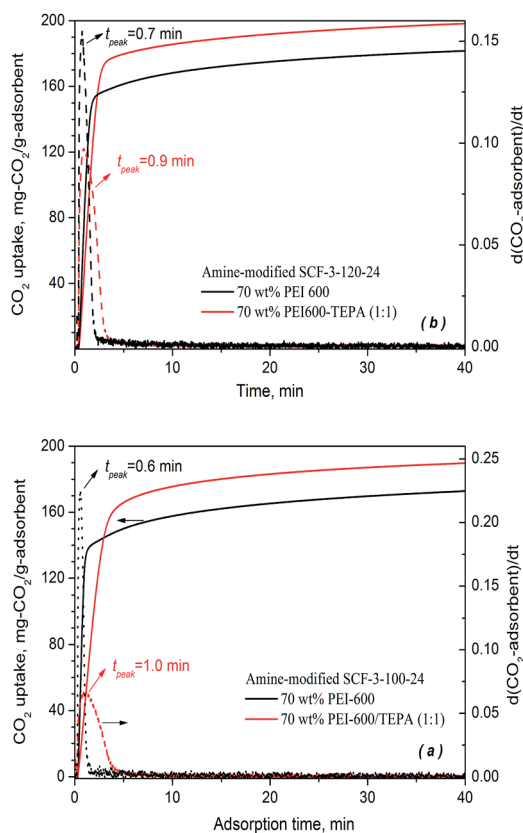 200
160
120
80
40
0.15
0.10
0.05
0.00
CO2 uptake, mg-CO2/g-adsorbent
d(CO2-adsorbent)/dt
tpeak=0.7 min
tpeak=0.9 min
Amine-modified SCF-3-120-24
70 wt% PEI 600
70 wt% PEI600-TEPA (1:1)
( b )
0 10 20 30 40
Time, min
200
160
120
80
40
0
0.25
0.20
0.15
0.10
0.05
0.00
CO2 uptake, mg-CO2/g-adsorbent
d(CO2-adsorbent)/dt
tpeak=0.6 min
tpeak=1.0 min
Amine-modified SCF-3-100-24
70 wt% PEI-600
70 wt% PEI-600/TEPA (1:1)
( a )
0 10 20 30 40
Adsorption time, min